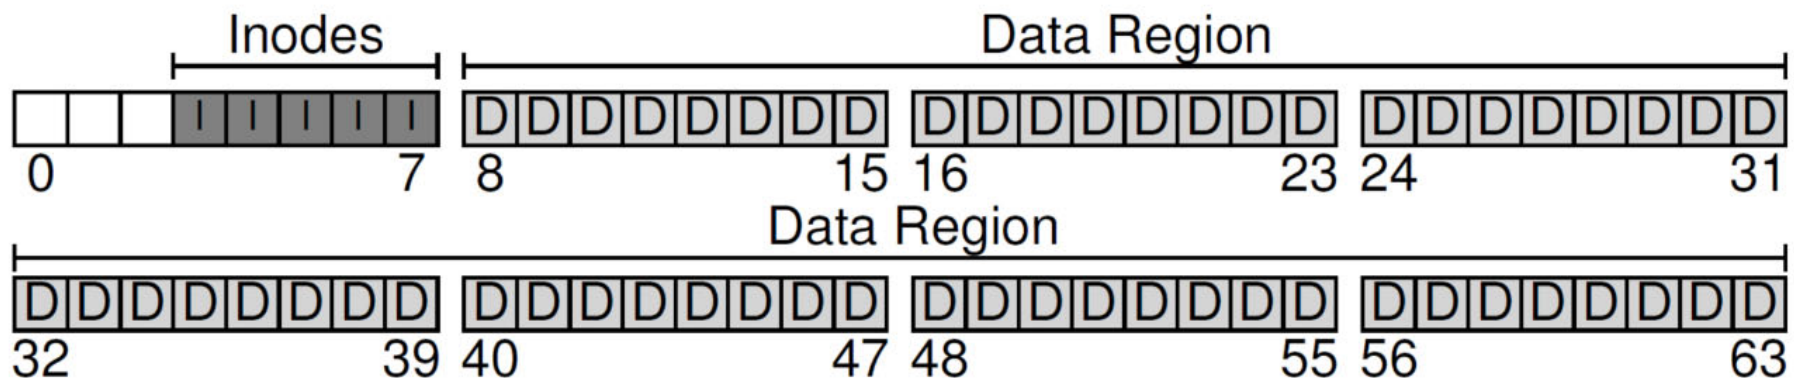 Inodes Data Region
I I I I I D D D D D D D D D D D D D D D D D D D D D D D D
0 7 8 15 16 23 24 31
Data Region
D D D D D D D D D D D D D D D D D D D D D D D D D D D D D D D D
32 39 40 47 48 55 56 63